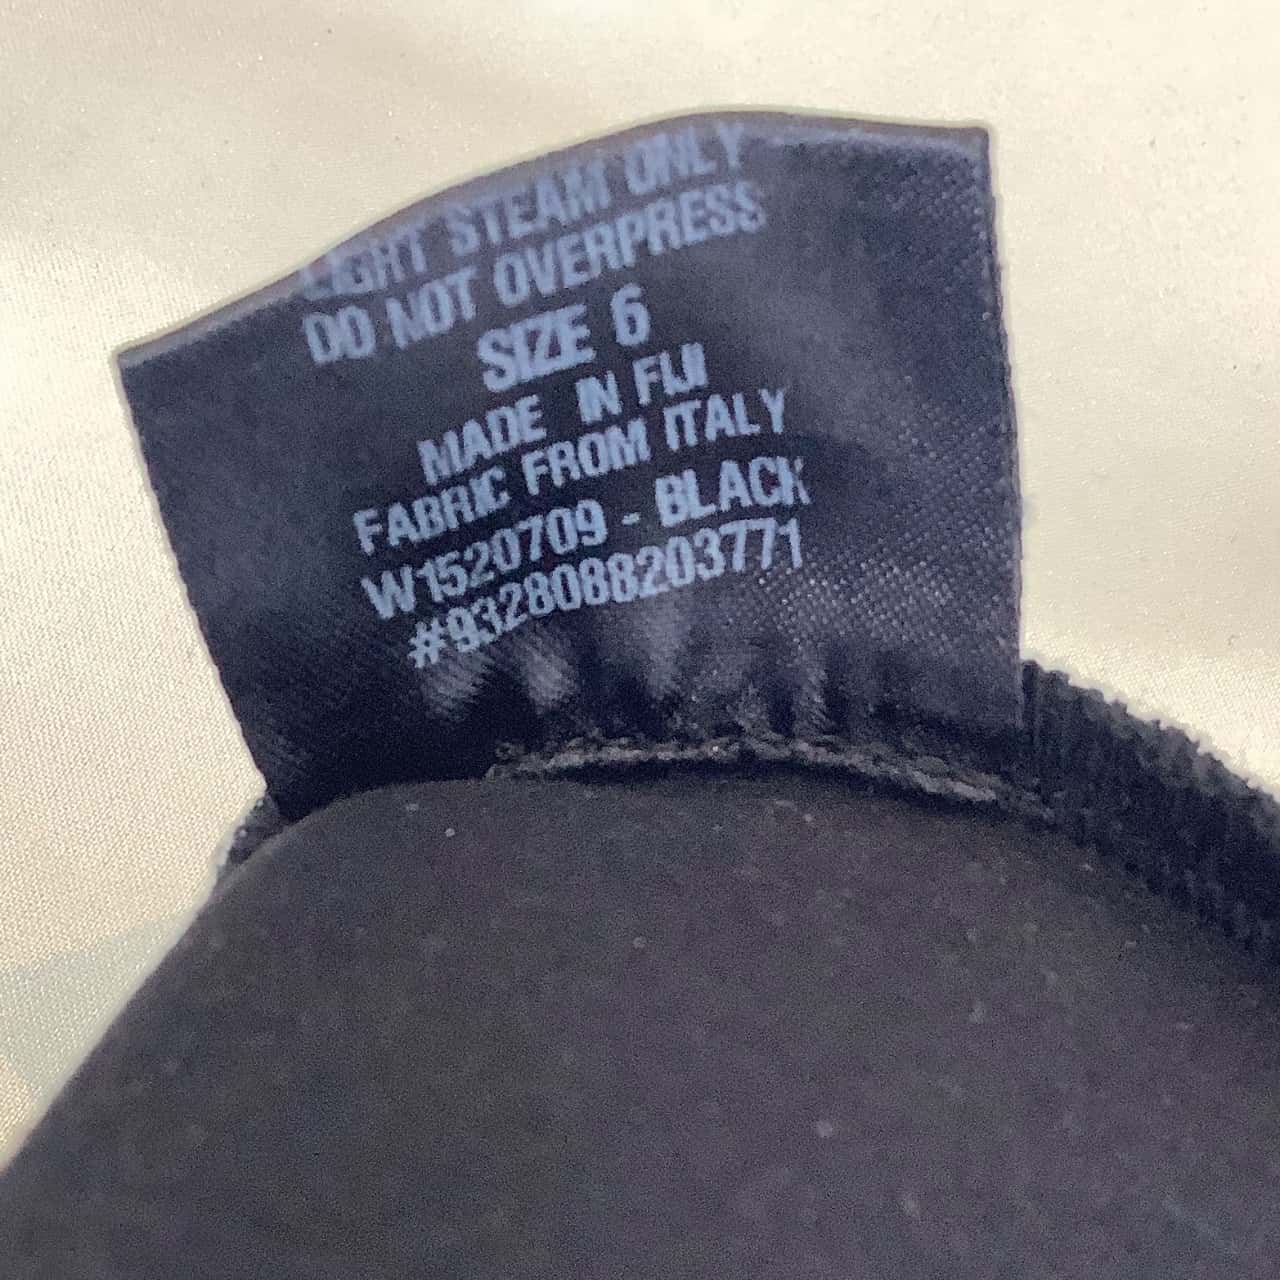 LIGHT STEAM ONLY
DO NOT OVERPRESS
SIZE 6
MADE IN FIJI
FABRIC FROM ITALY
W1520709 - BLACK
#9328088203771